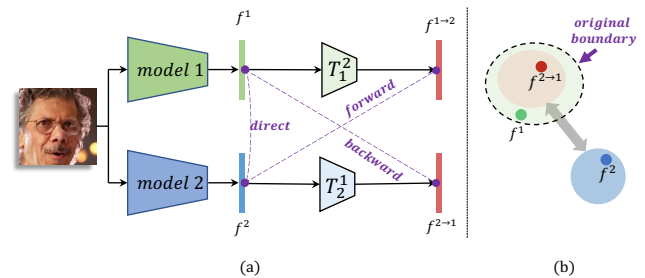 f¹
f¹→²
model 1
T₁²
forward
direct
backward
model 2
T₂¹
f²
f²→¹
(a)
original
boundary
f²→¹
f¹
f²
(b)